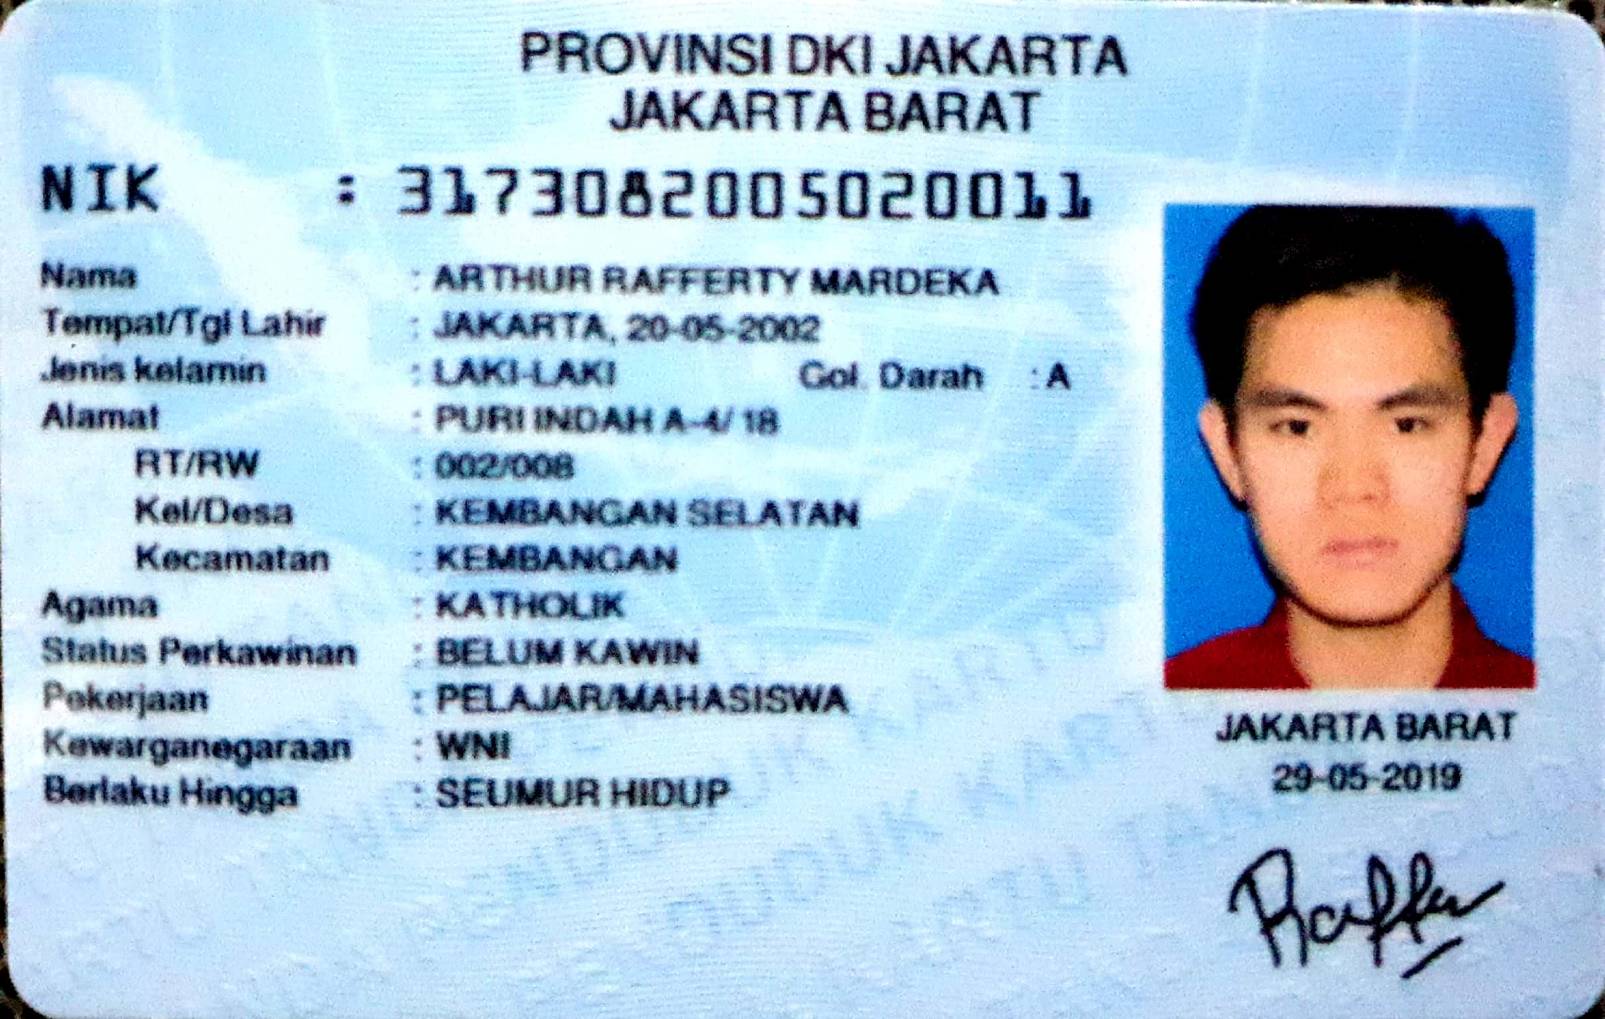 PROVINSI DKI JAKARTA
JAKARTA BARAT
NIK : 3173082005020011
Nama : ARTHUR RAFFERTY MARDEKA
Tempat/Tgl Lahir : JAKARTA, 20-05-2002
Jenis kelamin : LAKI-LAKI Gol. Darah : A
Alamat : PURI INDAH A-4/ 18
RT/RW : 002/008
Kel/Desa : KEMBANGAN SELATAN
Kecamatan : KEMBANGAN
Agama : KATHOLIK
Status Perkawinan : BELUM KAWIN
Pekerjaan : PELAJAR/MAHASISWA
Kewarganegaraan : WNI
Berlaku Hingga : SEUMUR HIDUP
JAKARTA BARAT
29-05-2019